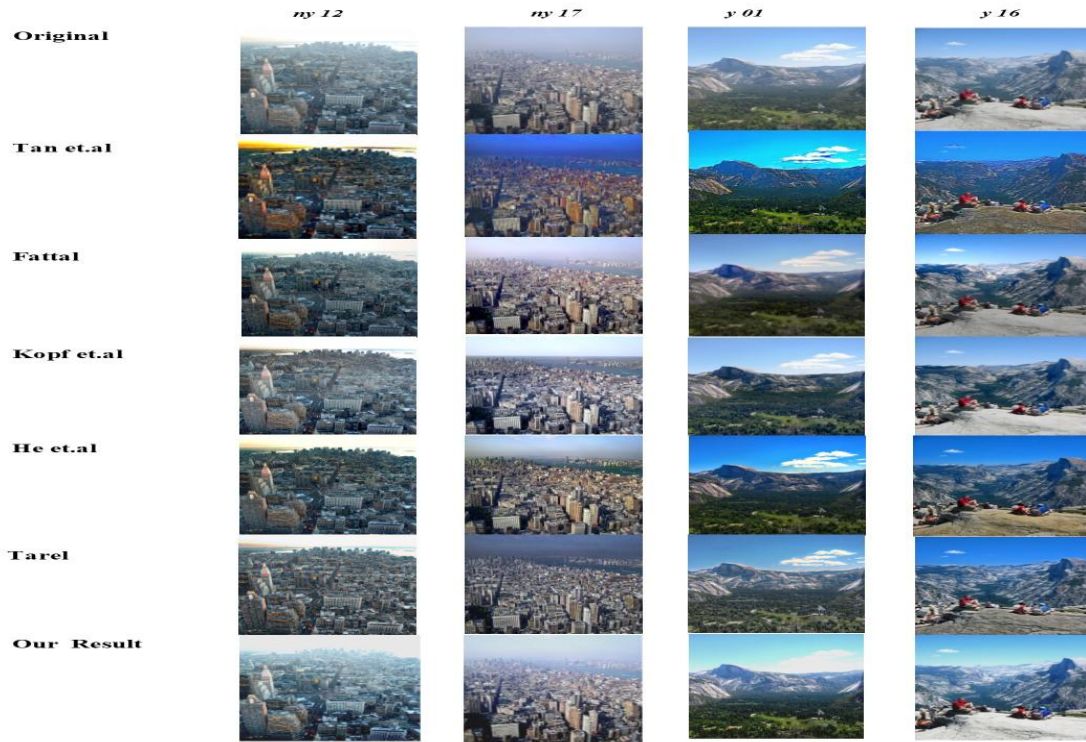 ny 12 ny 17 y 01 y 16
Original
Tan et.al
Fattal
Kopf et.al
He et.al
Tarel
Our Result